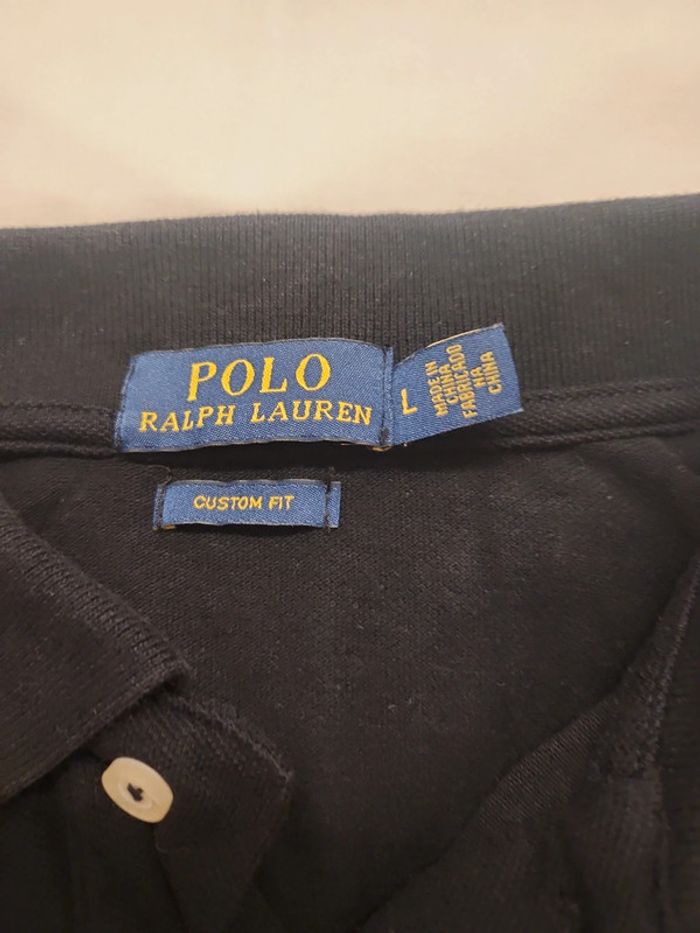 POLO
RALPH LAUREN
L
MADE IN
CHINA
FABRICADO
NA
CHINA
CUSTOM FIT